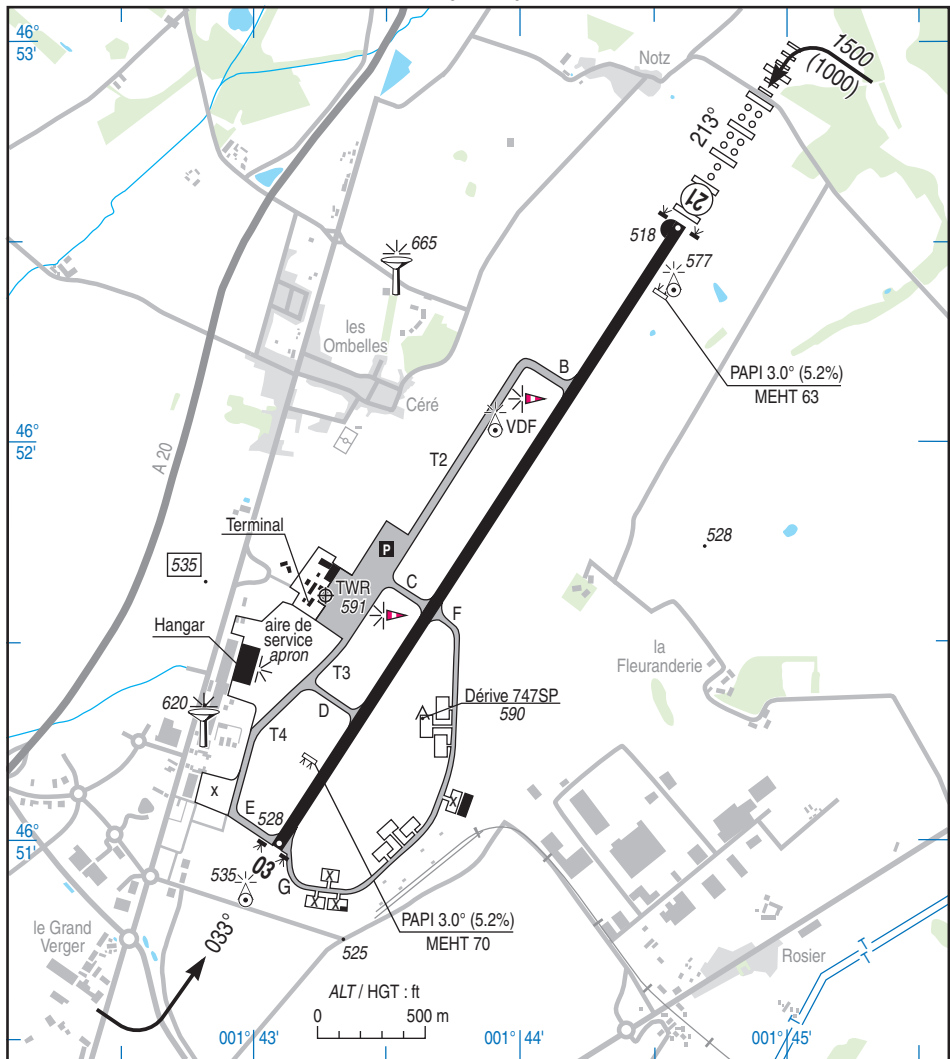 46°
53'
1500
(1000)
Notz
213°
21
518
577
665
les
Ombelles
Céré
PAPI 3.0° (5.2%)
MEHT 63
B
VDF
46°
52'
A 20
T2
528
Terminal
P
535
TWR
591
C
F
Hangar
aire de
service
apron
T3
la
Fleuranderie
620
D
Dérive 747SP
590
T4
x
E
528
X
46°
51'
03
535
G
X
X
X
PAPI 3.0° (5.2%)
MEHT 70
le Grand
Verger
033°
525
Rosier
T
T
ALT / HGT : ft
0 500 m
001° 43'
001° 44'
001° 45'